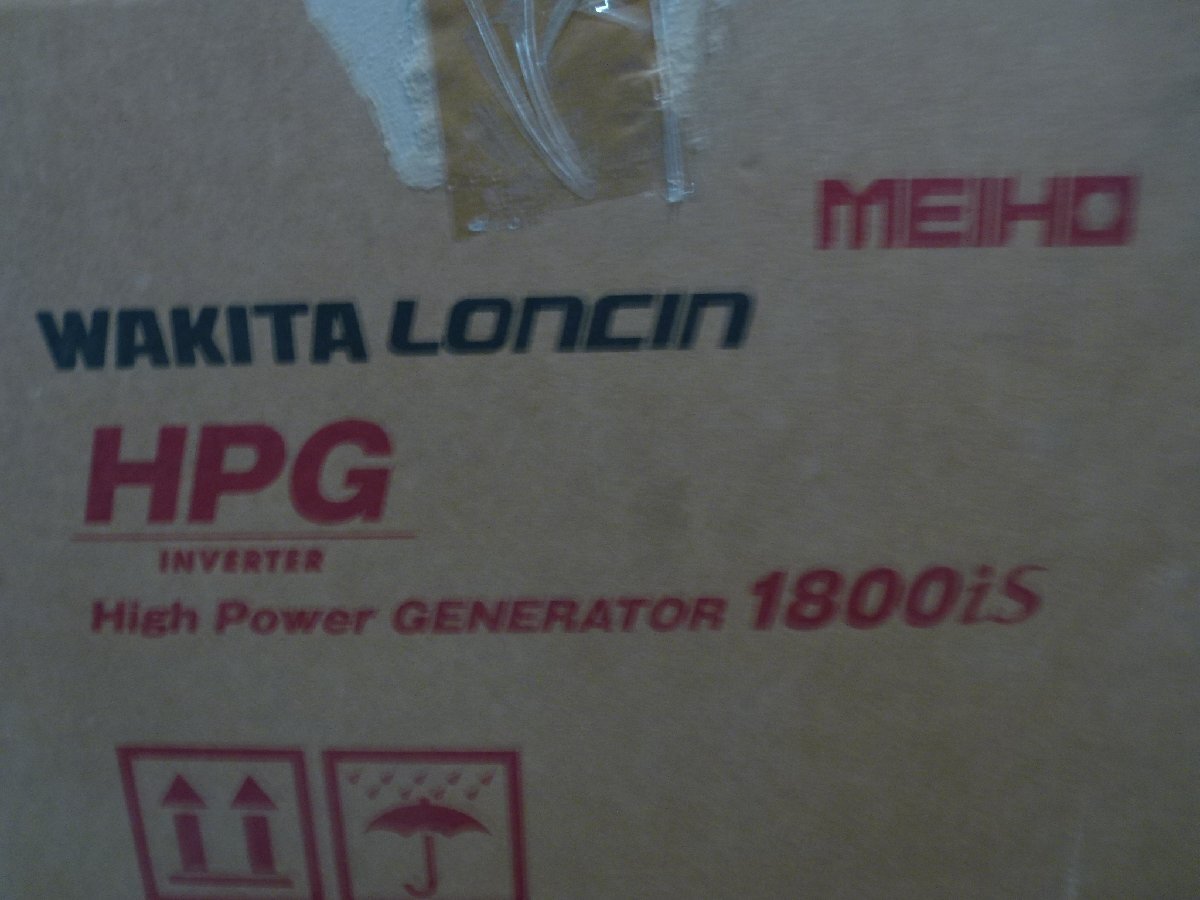 MEIHO
WAKITA LONCIN
HPG
INVERTER
High Power GENERATOR 1800iS